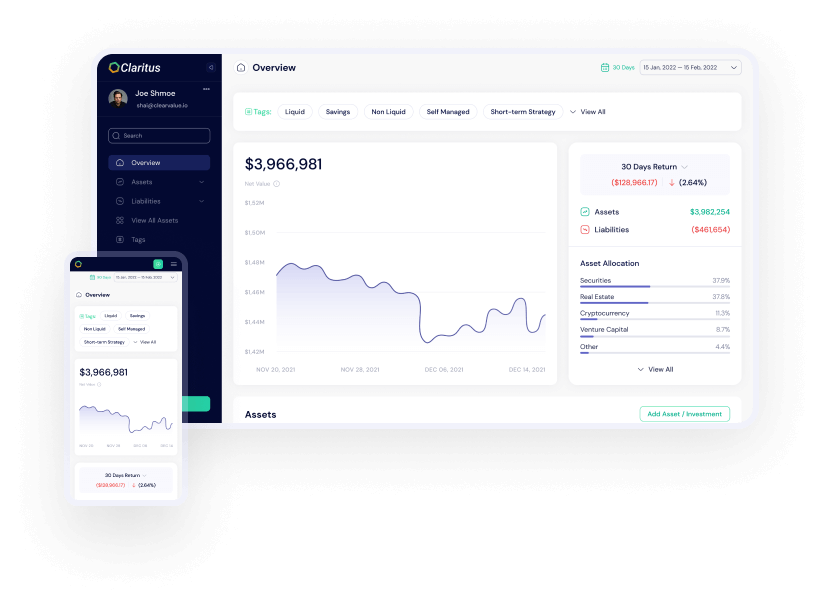 Claritus
Overview
30 Days
15 Jan, 2022 — 15 Feb, 2022
Joe Shmoe
shai@clearvalue.io
Search
Overview
Assets
Liabilities
View All Assets
Tags
Tags:
Liquid
Savings
Non Liquid
Self Managed
Short-term Strategy
View All
$3,966,981
Net Value
$1,52M
$1.50M
$1.48M
$1.46M
$1.44M
$1.42M
NOV 20, 2021
NOV 28, 2021
DEC 06, 2021
DEC 14, 2021
30 Days Return
($128,966.17)
(2.64%)
Assets
$3,982,254
Liabilities
($461,654)
Asset Allocation
Securities
37.9%
Real Estate
37.8%
Cryptocurrency
11.3%
Venture Capital
8.7%
Other
4.4%
View All
Assets
Add Asset / Investment
30 Days
15 Jan, 2022 — 15 Feb, 2022
Overview
Tags:
Liquid
Savings
Non Liquid
Self Managed
Short-term Strategy
View All
$3,966,981
Net Value
NOV 20
NOV 28
DEC 06
DEC 14
30 Days Return
($128,966.17)
(2.64%)